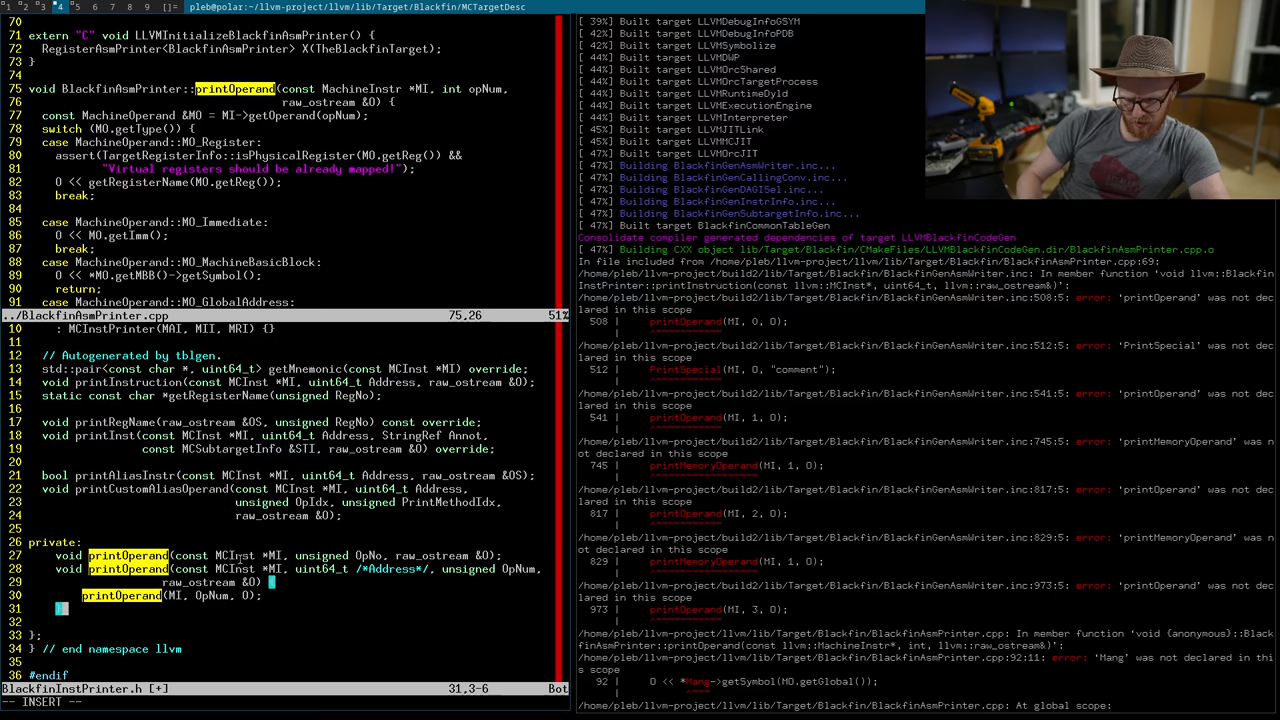 1 2 3 4 5 6 7 8 9 []= pleb@polar:~/llvm-project/llvm/lib/Target/Blackfin/MCTargetDesc
70
71 extern "C" void LLVMInitializeBlackfinAsmPrinter() {
72   RegisterAsmPrinter<BlackfinAsmPrinter> X(TheBlackfinTarget);
73 }
74
75 void BlackfinAsmPrinter::printOperand(const MachineInstr *MI, int opNum,
76                                       raw_ostream &O) {
77   const MachineOperand &MO = MI->getOperand(opNum);
78   switch (MO.getType()) {
79   case MachineOperand::MO_Register:
80     assert(TargetRegisterInfo::isPhysicalRegister(MO.getReg()) &&
81            "Virtual registers should be already mapped!");
82     O << getRegisterName(MO.getReg());
83     break;
84
85   case MachineOperand::MO_Immediate:
86     O << MO.getImm();
87     break;
88   case MachineOperand::MO_MachineBasicBlock:
89     O << *MO.getMBB()->getSymbol();
90     return;
91   case MachineOperand::MO_GlobalAddress:
../BlackfinAsmPrinter.cpp 75,26 51%
10     : MCInstPrinter(MAI, MII, MRI) {}
11
12   // Autogenerated by tblgen.
13   std::pair<const char *, uint64_t> getMnemonic(const MCInst *MI) override;
14   void printInstruction(const MCInst *MI, uint64_t Address, raw_ostream &O);
15   static const char *getRegisterName(unsigned RegNo);
16
17   void printRegName(raw_ostream &OS, unsigned RegNo) const override;
18   void printInst(const MCInst *MI, uint64_t Address, StringRef Annot,
19                  const MCSubtargetInfo &STI, raw_ostream &O) override;
20
21   bool printAliasInstr(const MCInst *MI, uint64_t Address, raw_ostream &OS);
22   void printCustomAliasOperand(const MCInst *MI, uint64_t Address,
23                                unsigned OpIdx, unsigned PrintMethodIdx,
24                                raw_ostream &O);
25
26 private:
27     void printOperand(const MCInst *MI, unsigned OpNo, raw_ostream &O);
28     void printOperand(const MCInst *MI, uint64_t /*Address*/, unsigned OpNum,
29                     raw_ostream &O) {
30         printOperand(MI, OpNum, O);
31     }
32
33 };
34 } // end namespace llvm
35
36 #endif
BlackfinInstPrinter.h [+] 31,3-6 Bot
-- INSERT --
[ 39%] Built target LLVMDebugInfoGSYM
[ 42%] Built target LLVMDebugInfoPDB
[ 42%] Built target LLVMSymbolize
[ 44%] Built target LLVMDWP
[ 44%] Built target LLVMOrcShared
[ 44%] Built target LLVMOrcTargetProcess
[ 44%] Built target LLVMRuntimeDyld
[ 44%] Built target LLVMExecutionEngine
[ 44%] Built target LLVMInterpreter
[ 45%] Built target LLVMJITLink
[ 45%] Built target LLVMMCJIT
[ 47%] Built target LLVMOrcJIT
[ 47%] Building BlackfinGenAsmWriter.inc...
[ 47%] Building BlackfinGenCallingConv.inc...
[ 47%] Building BlackfinGenDAGISel.inc...
[ 47%] Building BlackfinGenInstrInfo.inc...
[ 47%] Building BlackfinGenSubtargetInfo.inc...
[ 47%] Built target BlackfinCommonTableGen
Consolidate compiler generated dependencies of target LLVMBlackfinCodeGen
[ 47%] Building CXX object lib/Target/Blackfin/CMakeFiles/LLVMBlackfinCodeGen.dir/BlackfinAsmPrinter.cpp.o
In file included from /home/pleb/llvm-project/llvm/lib/Target/Blackfin/BlackfinAsmPrinter.cpp:69:
/home/pleb/llvm-project/build2/lib/Target/Blackfin/BlackfinGenAsmWriter.inc: In member function 'void llvm::Blackfin
InstPrinter::printInstruction(const llvm::MCInst*, uint64_t, llvm::raw_ostream&)':
/home/pleb/llvm-project/build2/lib/Target/Blackfin/BlackfinGenAsmWriter.inc:508:5: error: 'printOperand' was not dec
lared in this scope
508 |     printOperand(MI, 0, O);
/home/pleb/llvm-project/build2/lib/Target/Blackfin/BlackfinGenAsmWriter.inc:512:5: error: 'PrintSpecial' was not dec
lared in this scope
512 |     PrintSpecial(MI, O, "comment");
/home/pleb/llvm-project/build2/lib/Target/Blackfin/BlackfinGenAsmWriter.inc:541:5: error: 'printOperand' was not dec
lared in this scope
541 |     printOperand(MI, 1, O);
/home/pleb/llvm-project/build2/lib/Target/Blackfin/BlackfinGenAsmWriter.inc:745:5: error: 'printMemoryOperand' was n
ot declared in this scope
745 |     printMemoryOperand(MI, 1, O);
/home/pleb/llvm-project/build2/lib/Target/Blackfin/BlackfinGenAsmWriter.inc:817:5: error: 'printOperand' was not dec
lared in this scope
817 |     printOperand(MI, 2, O);
/home/pleb/llvm-project/build2/lib/Target/Blackfin/BlackfinGenAsmWriter.inc:829:5: error: 'printMemoryOperand' was n
ot declared in this scope
829 |     printMemoryOperand(MI, 1, O);
/home/pleb/llvm-project/build2/lib/Target/Blackfin/BlackfinGenAsmWriter.inc:973:5: error: 'printOperand' was not dec
lared in this scope
973 |     printOperand(MI, 3, O);
/home/pleb/llvm-project/llvm/lib/Target/Blackfin/BlackfinAsmPrinter.cpp: In member function 'void {anonymous}::Black
finAsmPrinter::printOperand(const llvm::MachineInstr*, int, llvm::raw_ostream&)':
/home/pleb/llvm-project/llvm/lib/Target/Blackfin/BlackfinAsmPrinter.cpp:92:11: error: 'Mang' was not declared in thi
s scope
92 |     O << *Mang->getSymbol(MO.getGlobal());
/home/pleb/llvm-project/llvm/lib/Target/Blackfin/BlackfinAsmPrinter.cpp: At global scope: